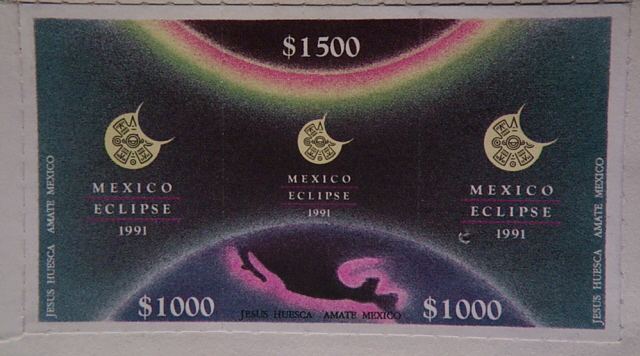 $1500
MEXICO
ECLIPSE
1991
MEXICO
ECLIPSE
1991
MEXICO
ECLIPSE
1991
JESUS HUESCA   AMATE MEXICO
$1000
JESUS HUESCA   AMATE MEXICO
$1000
JESUS HUESCA   AMATE MEXICO